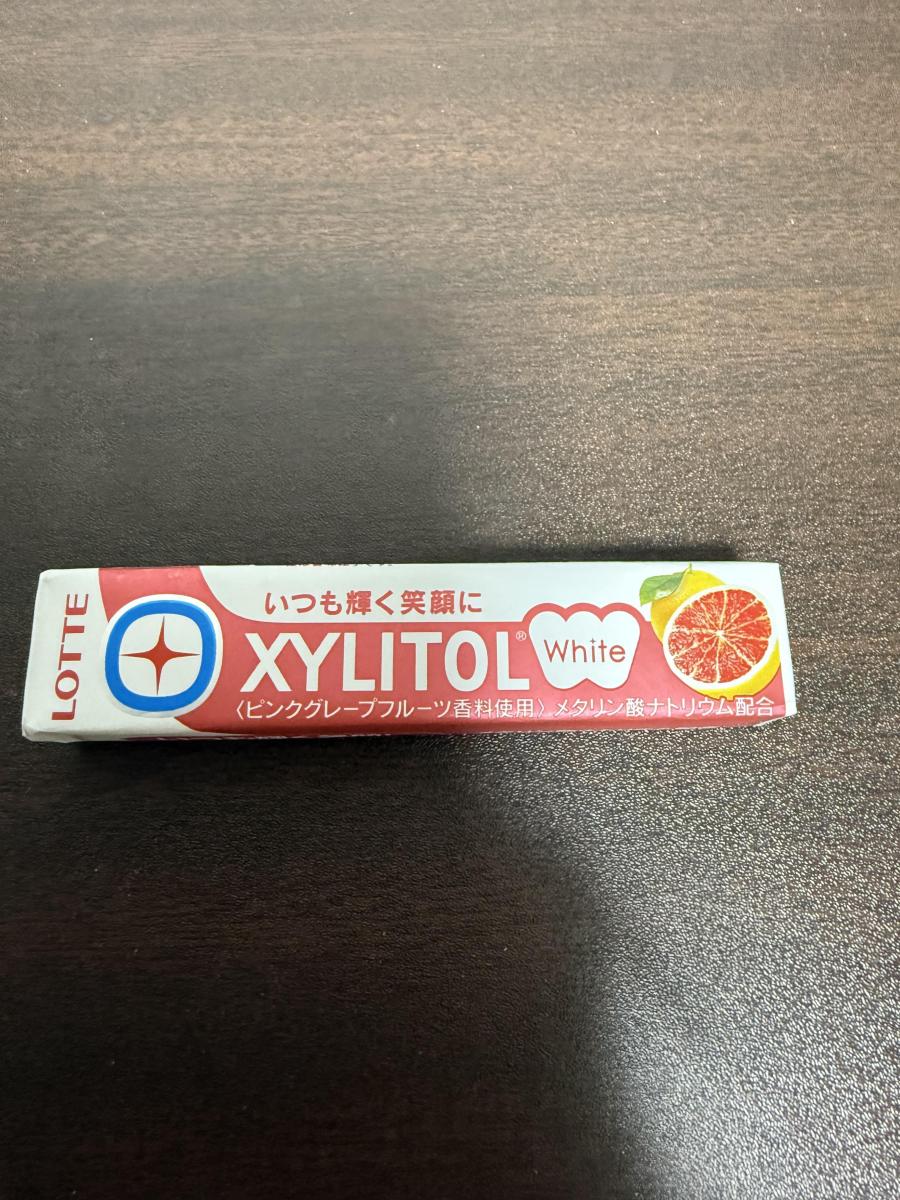 LOTTE
いつも輝く笑顔に
XYLITOL® White
〈ピンクグレープフルーツ香料使用〉 メタリン酸ナトリウム配合